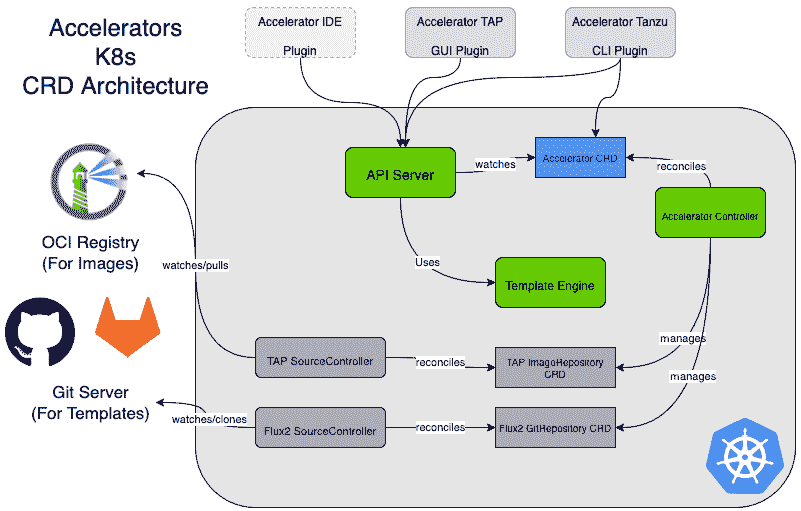 Accelerators
K8s
CRD Architecture
Accelerator IDE
Plugin
Accelerator TAP
GUI Plugin
Accelerator Tanzu
CLI Plugin
API Server
watches
Accelerator CRD
reconciles
Accelerator Controller
OCI Registry
(For Images)
watches/pulls
Uses
Template Engine
manages
TAP SourceController
reconciles
TAP ImageRepository
CRD
manages
Git Server
(For Templates)
watches/clones
Flux2 SourceController
reconciles
Flux2 GitRepository CRD